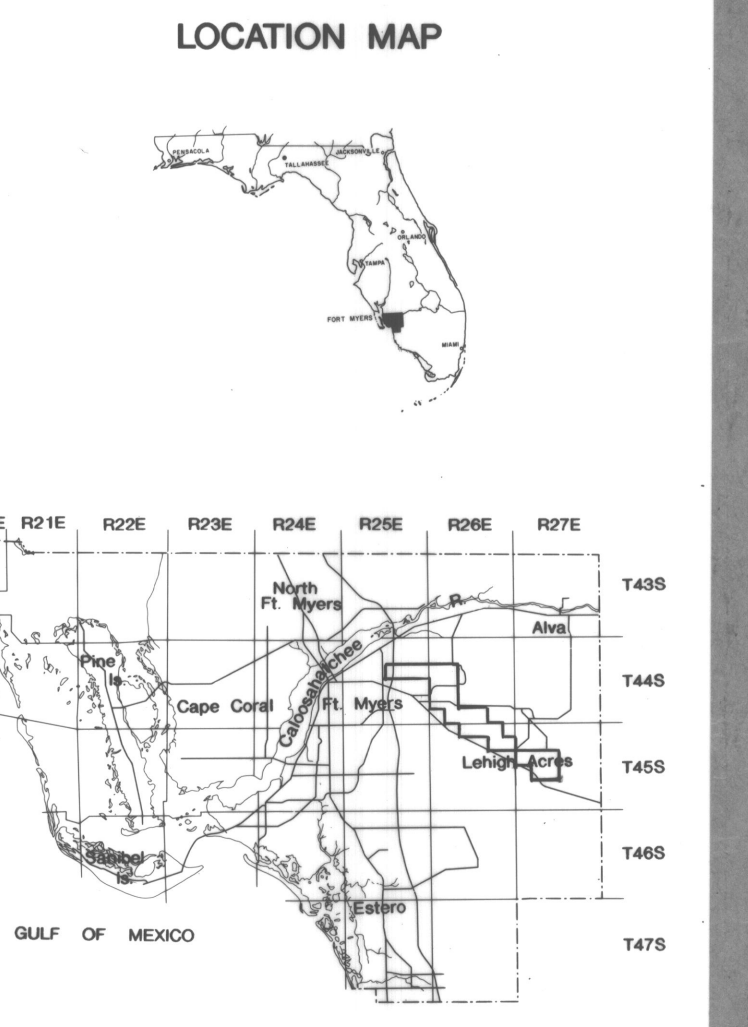 LOCATION MAP
PENSACOLA
TALLAHASSEE
JACKSONVILLE
ORLANDO
TAMPA
FORT MYERS
MIAMI
E R21E R22E R23E R24E R25E R26E R27E
T43S
North
Ft. Myers
R.
Alva
Pine
Is.
Caloosahatchee
T44S
Cape Coral
Ft. Myers
Lehigh Acres
T45S
Sanibel
Is.
T46S
Estero
GULF OF MEXICO
T47S